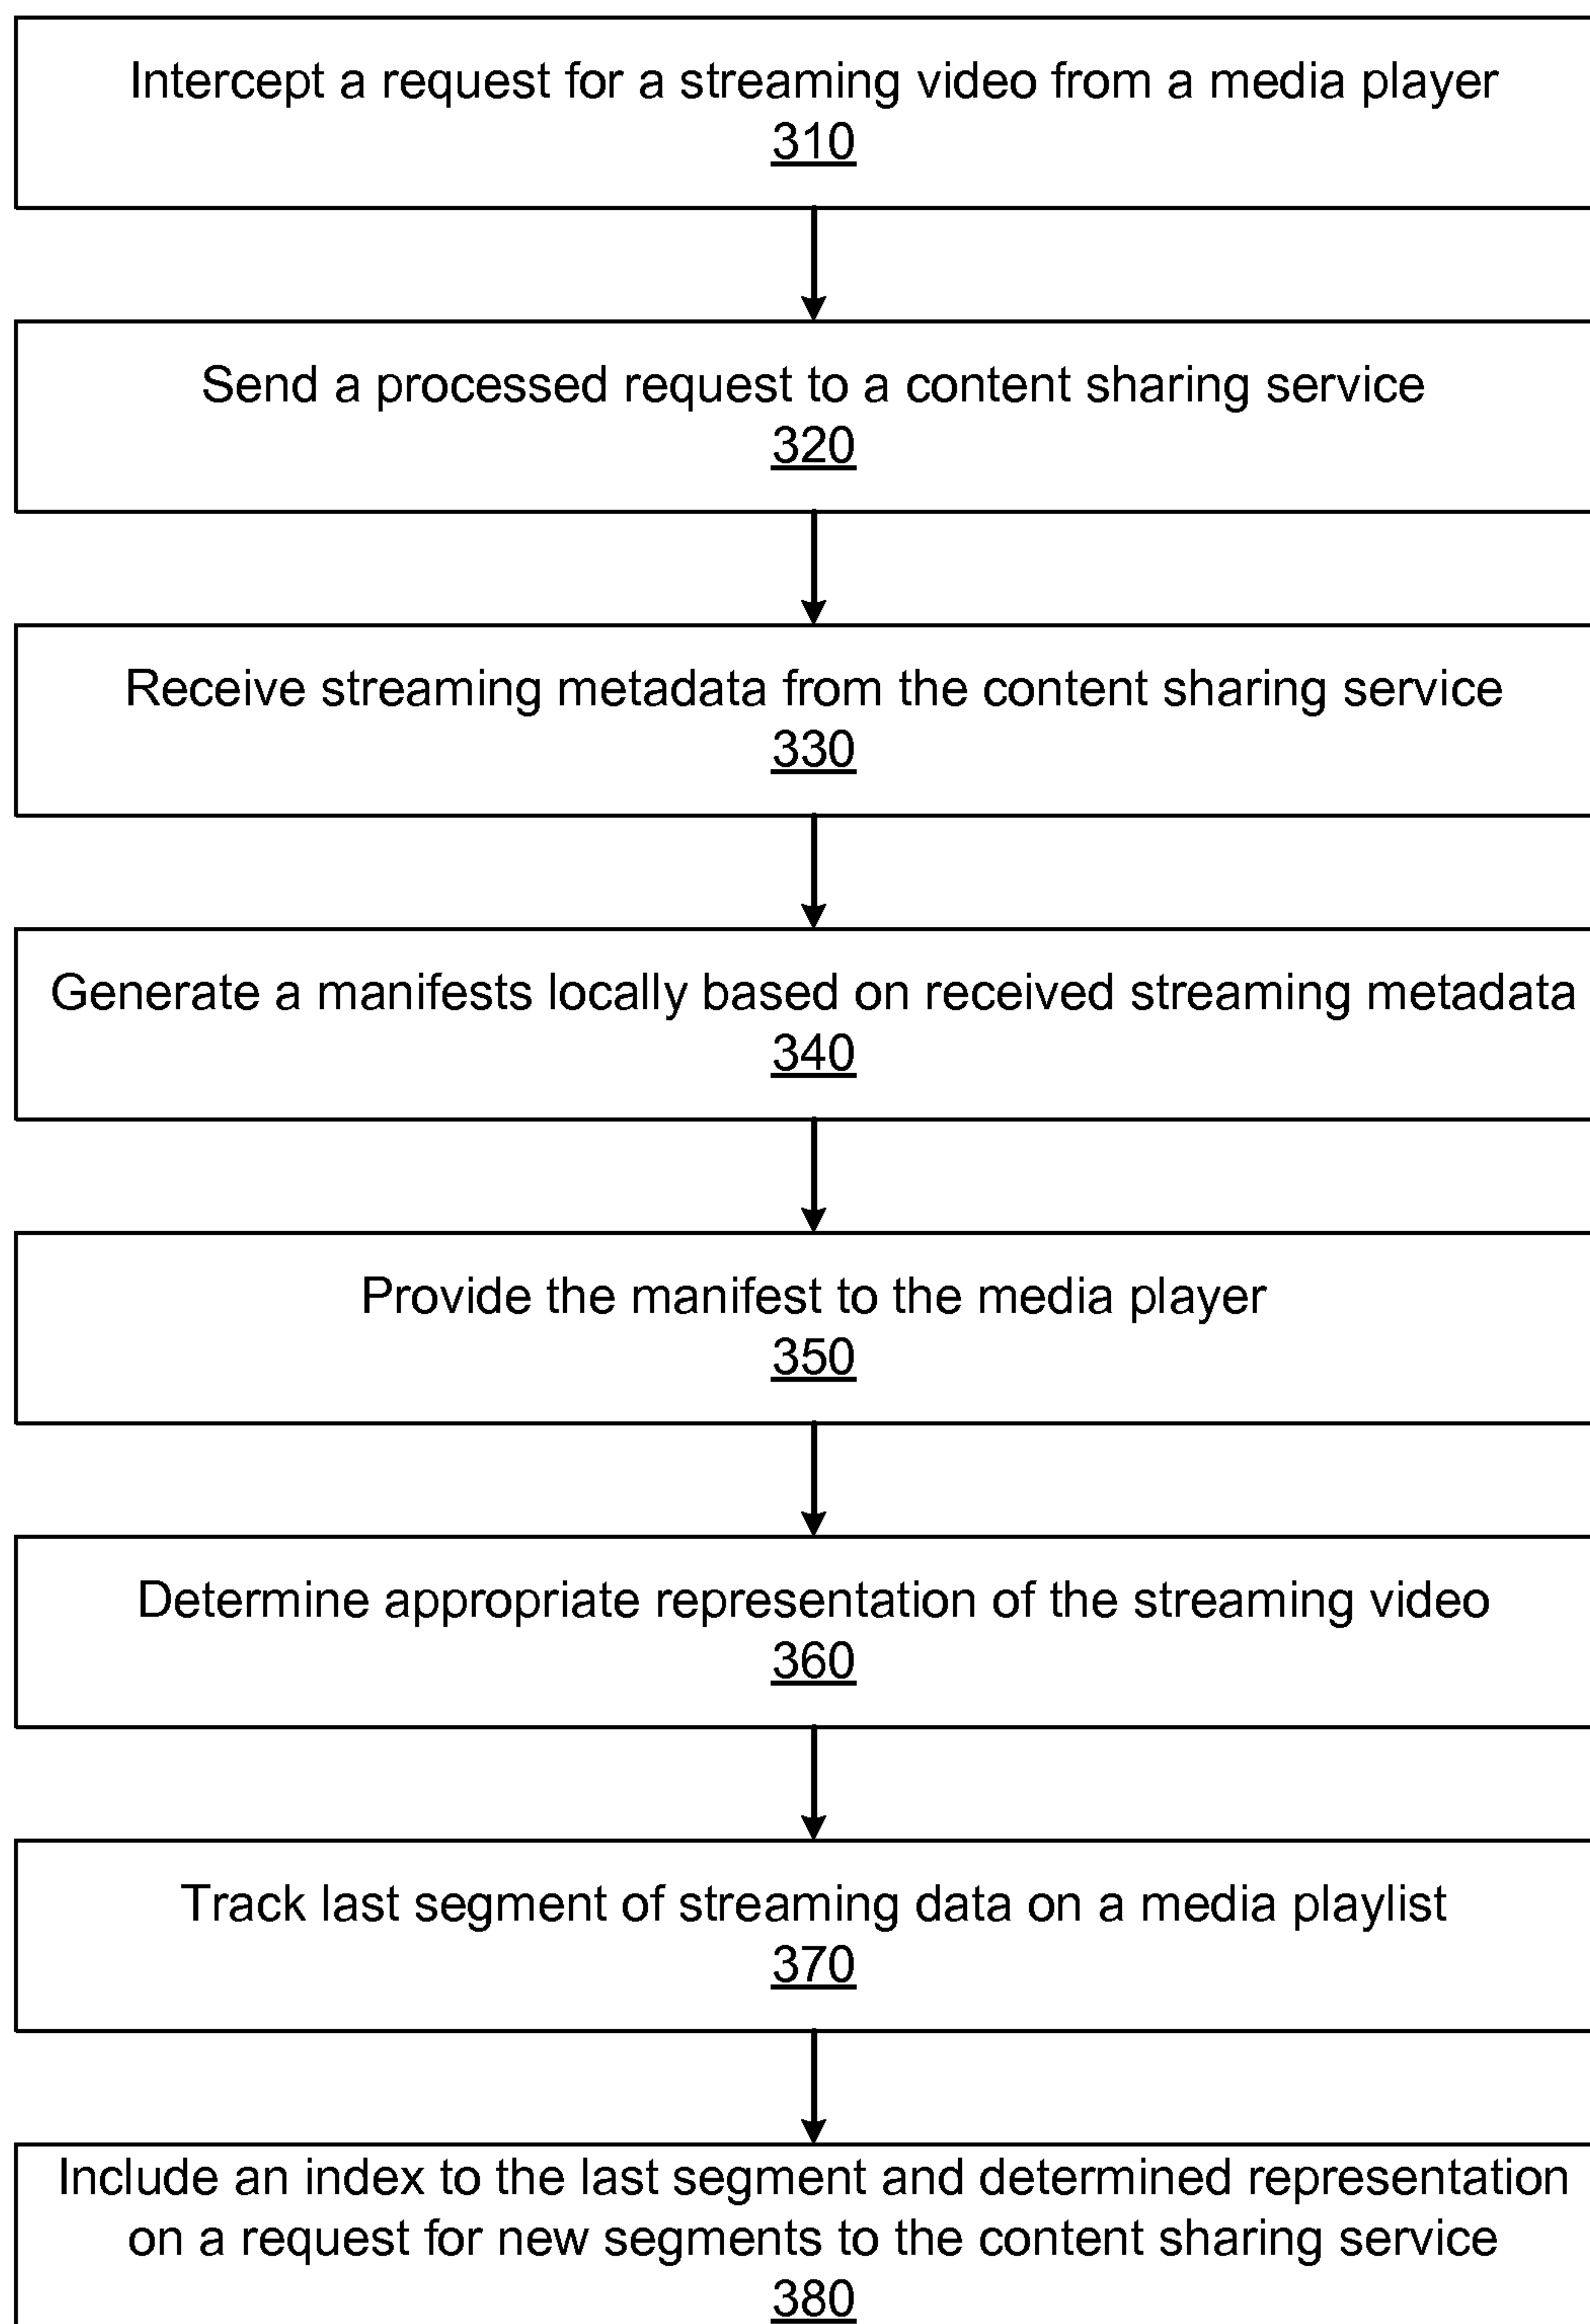 Intercept a request for a streaming video from a media player
310
Send a processed request to a content sharing service
320
Receive streaming metadata from the content sharing service
330
Generate a manifests locally based on received streaming metadata
340
Provide the manifest to the media player
350
Determine appropriate representation of the streaming video
360
Track last segment of streaming data on a media playlist
370
Include an index to the last segment and determined representation
on a request for new segments to the content sharing service
380